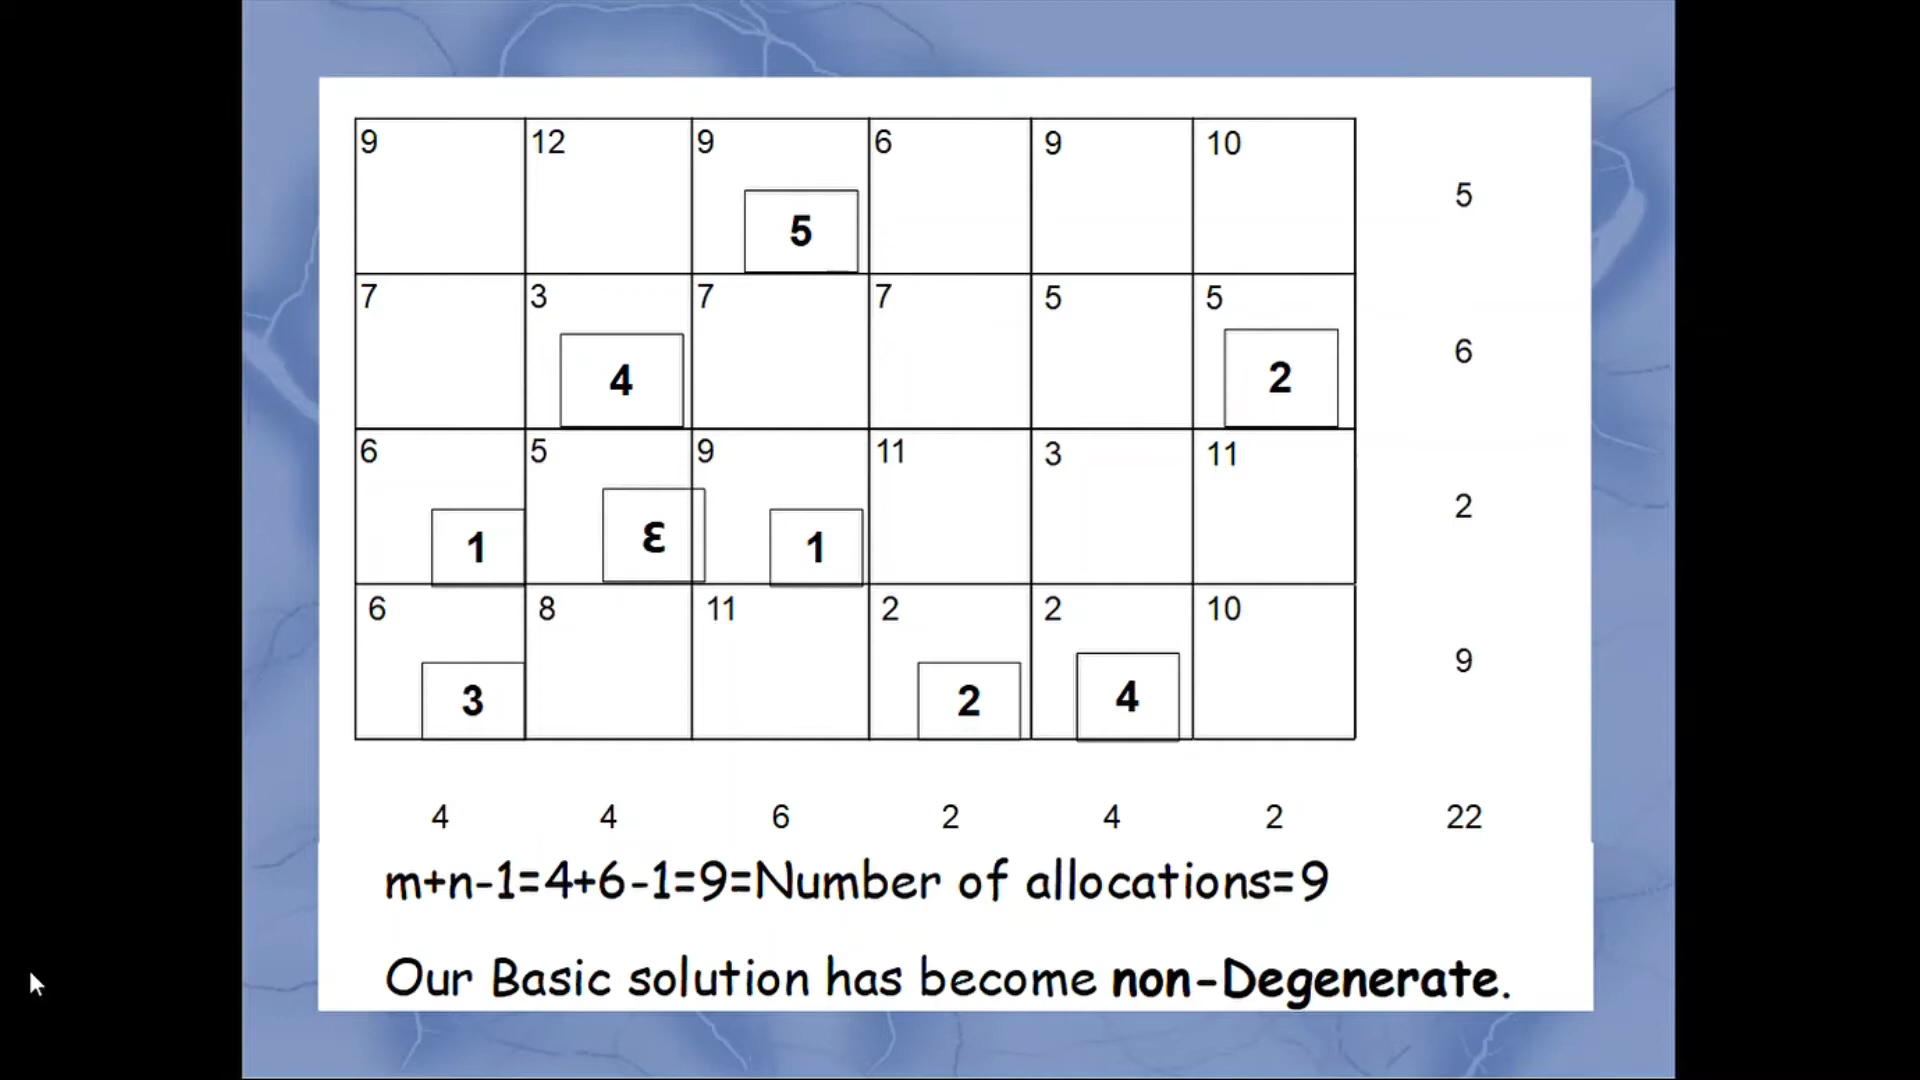 9 12 9 6 9 10
5
5
7 3 7 7 5 5
4 2
6
6 5 9 11 3 11
1 ε 1
2
6 8 11 2 2 10
3 2 4
9
4 4 6 2 4 2 22
m+n-1=4+6-1=9=Number of allocations=9
Our Basic solution has become non-Degenerate.